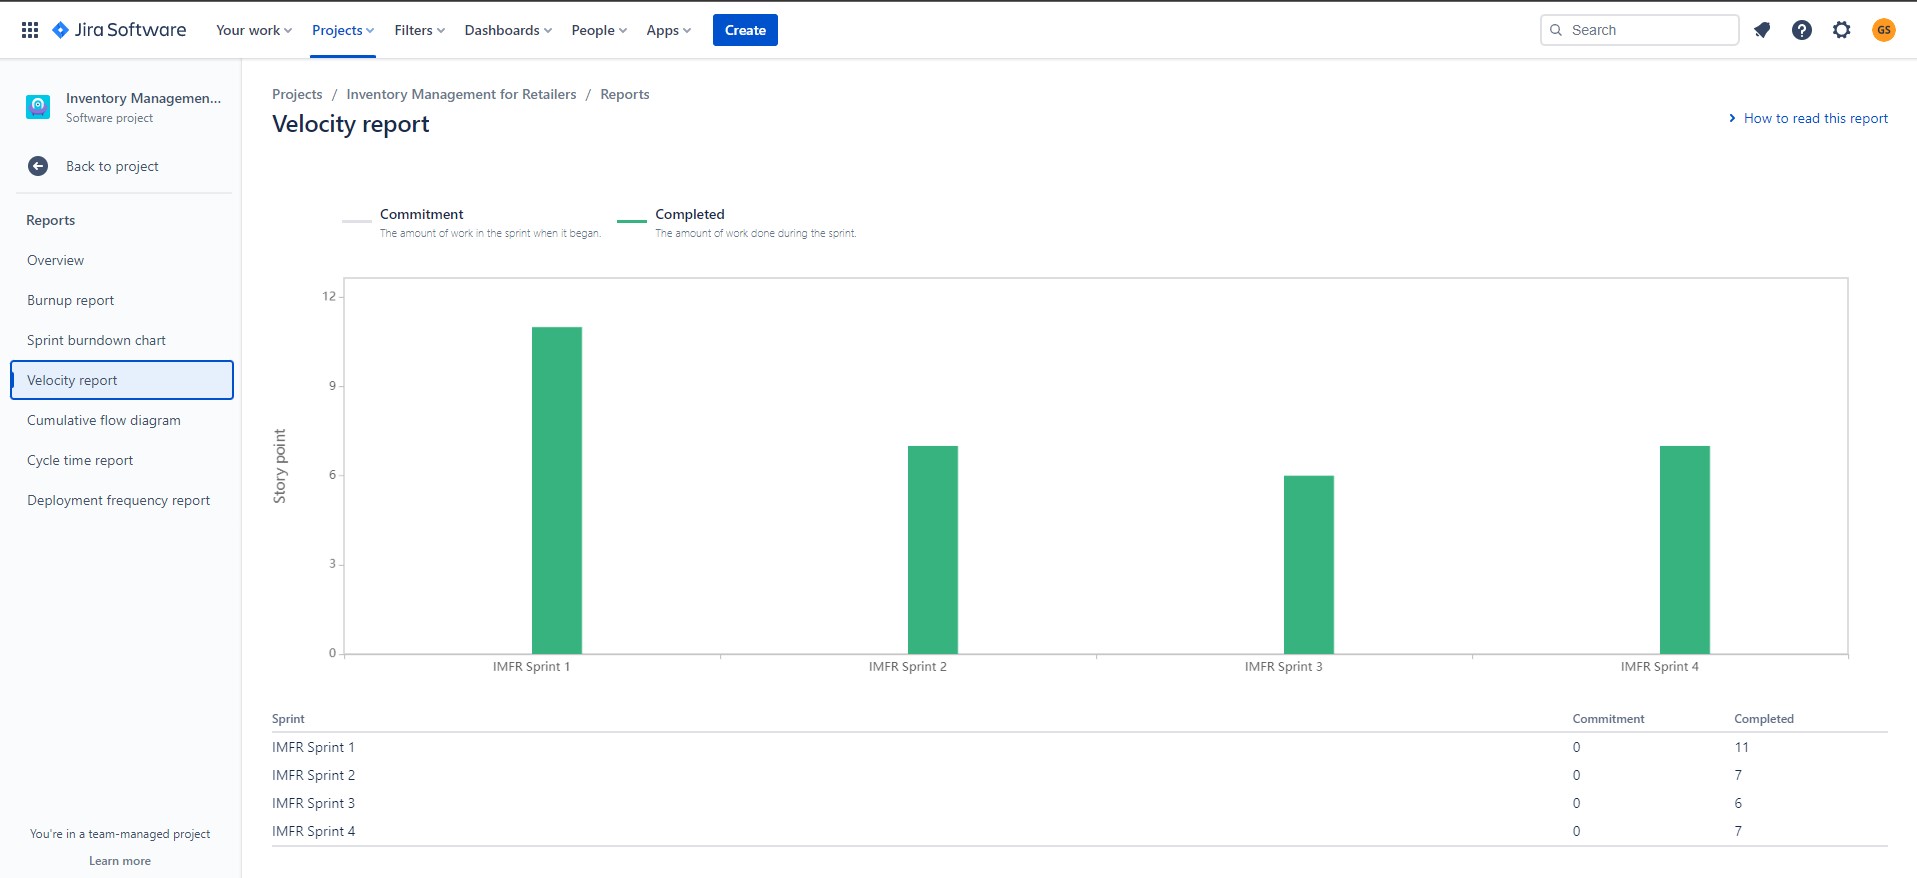 Jira Software Your work Projects Filters Dashboards People Apps Create Search GS
Inventory Managemen...
Software project
Back to project
Reports
Overview
Burnup report
Sprint burndown chart
Velocity report
Cumulative flow diagram
Cycle time report
Deployment frequency report
You're in a team-managed project
Learn more
Projects / Inventory Management for Retailers / Reports
Velocity report
How to read this report
Commitment
The amount of work in the sprint when it began.
Completed
The amount of work done during the sprint.
Story point
12
9
6
3
0
IMFR Sprint 1 IMFR Sprint 2 IMFR Sprint 3 IMFR Sprint 4
Sprint Commitment Completed
IMFR Sprint 1 0 11
IMFR Sprint 2 0 7
IMFR Sprint 3 0 6
IMFR Sprint 4 0 7